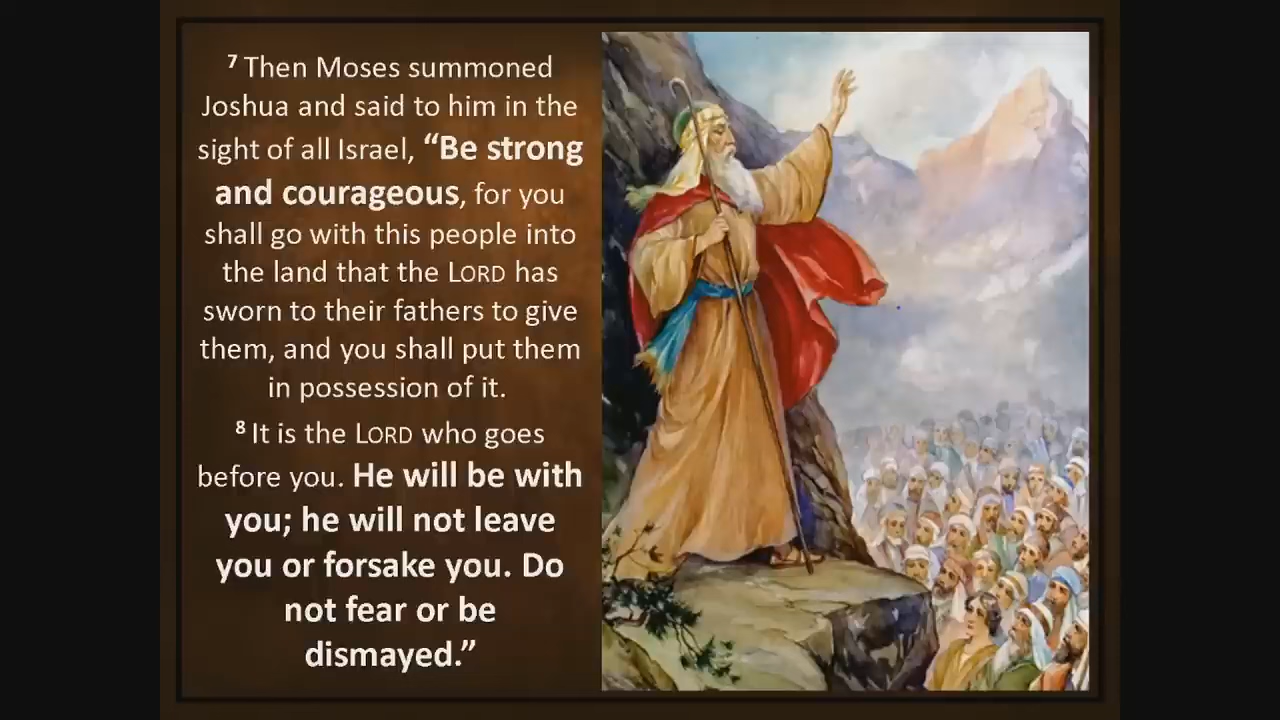 ⁷ Then Moses summoned
Joshua and said to him in the
sight of all Israel, “Be strong
and courageous, for you
shall go with this people into
the land that the LORD has
sworn to their fathers to give
them, and you shall put them
in possession of it.
⁸ It is the LORD who goes
before you. He will be with
you; he will not leave
you or forsake you. Do
not fear or be
dismayed.”